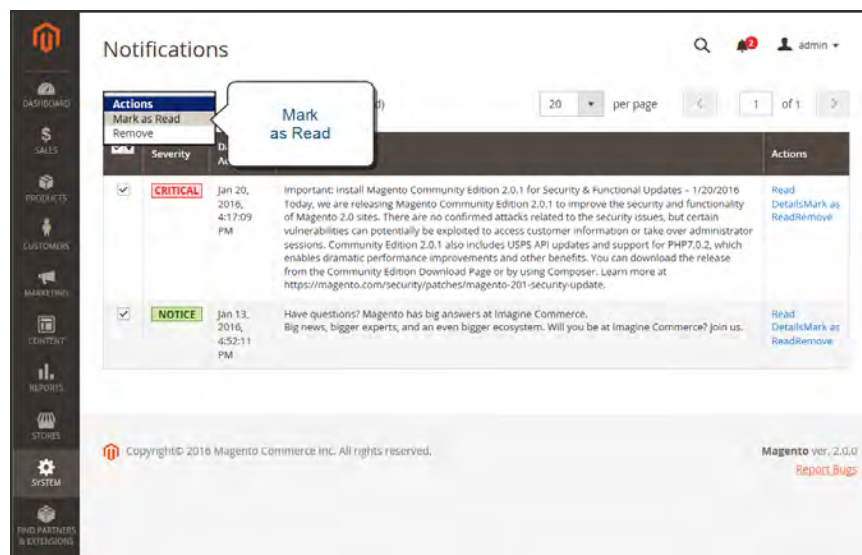 Notifications
2
admin
DASHBOARD
SALES
PRODUCTS
CUSTOMERS
MARKETING
CONTENT
REPORTS
STORES
SYSTEM
FIND PARTNERS
& EXTENSIONS
Actions
Mark as Read
Remove
Mark
as Read
20
per page
1
of 1
Severity
Actions
CRITICAL
Jan 20,
2016,
4:17:09
PM
Important: Install Magento Community Edition 2.0.1 for Security & Functional Updates – 1/20/2016
Today, we are releasing Magento Community Edition 2.0.1 to improve the security and functionality
of Magento 2.0 sites. There are no confirmed attacks related to the security issues, but certain
vulnerabilities can potentially be exploited to access customer information or take over administrator
sessions. Community Edition 2.0.1 also includes USPS API updates and support for PHP7.0.2, which
enables dramatic performance improvements and other benefits. You can download the release
from the Community Edition Download Page or by using Composer. Learn more at
https://magento.com/security/patches/magento-201-security-update.
Read
DetailsMark as
ReadRemove
NOTICE
Jan 13,
2016,
4:52:11
PM
Have questions? Magento has big answers at Imagine Commerce.
Big news, bigger experts, and an even bigger ecosystem. Will you be at Imagine Commerce? Join us.
Read
DetailsMark as
ReadRemove
Copyright© 2016 Magento Commerce Inc. All rights reserved.
Magento ver. 2.0.0
Report Bugs